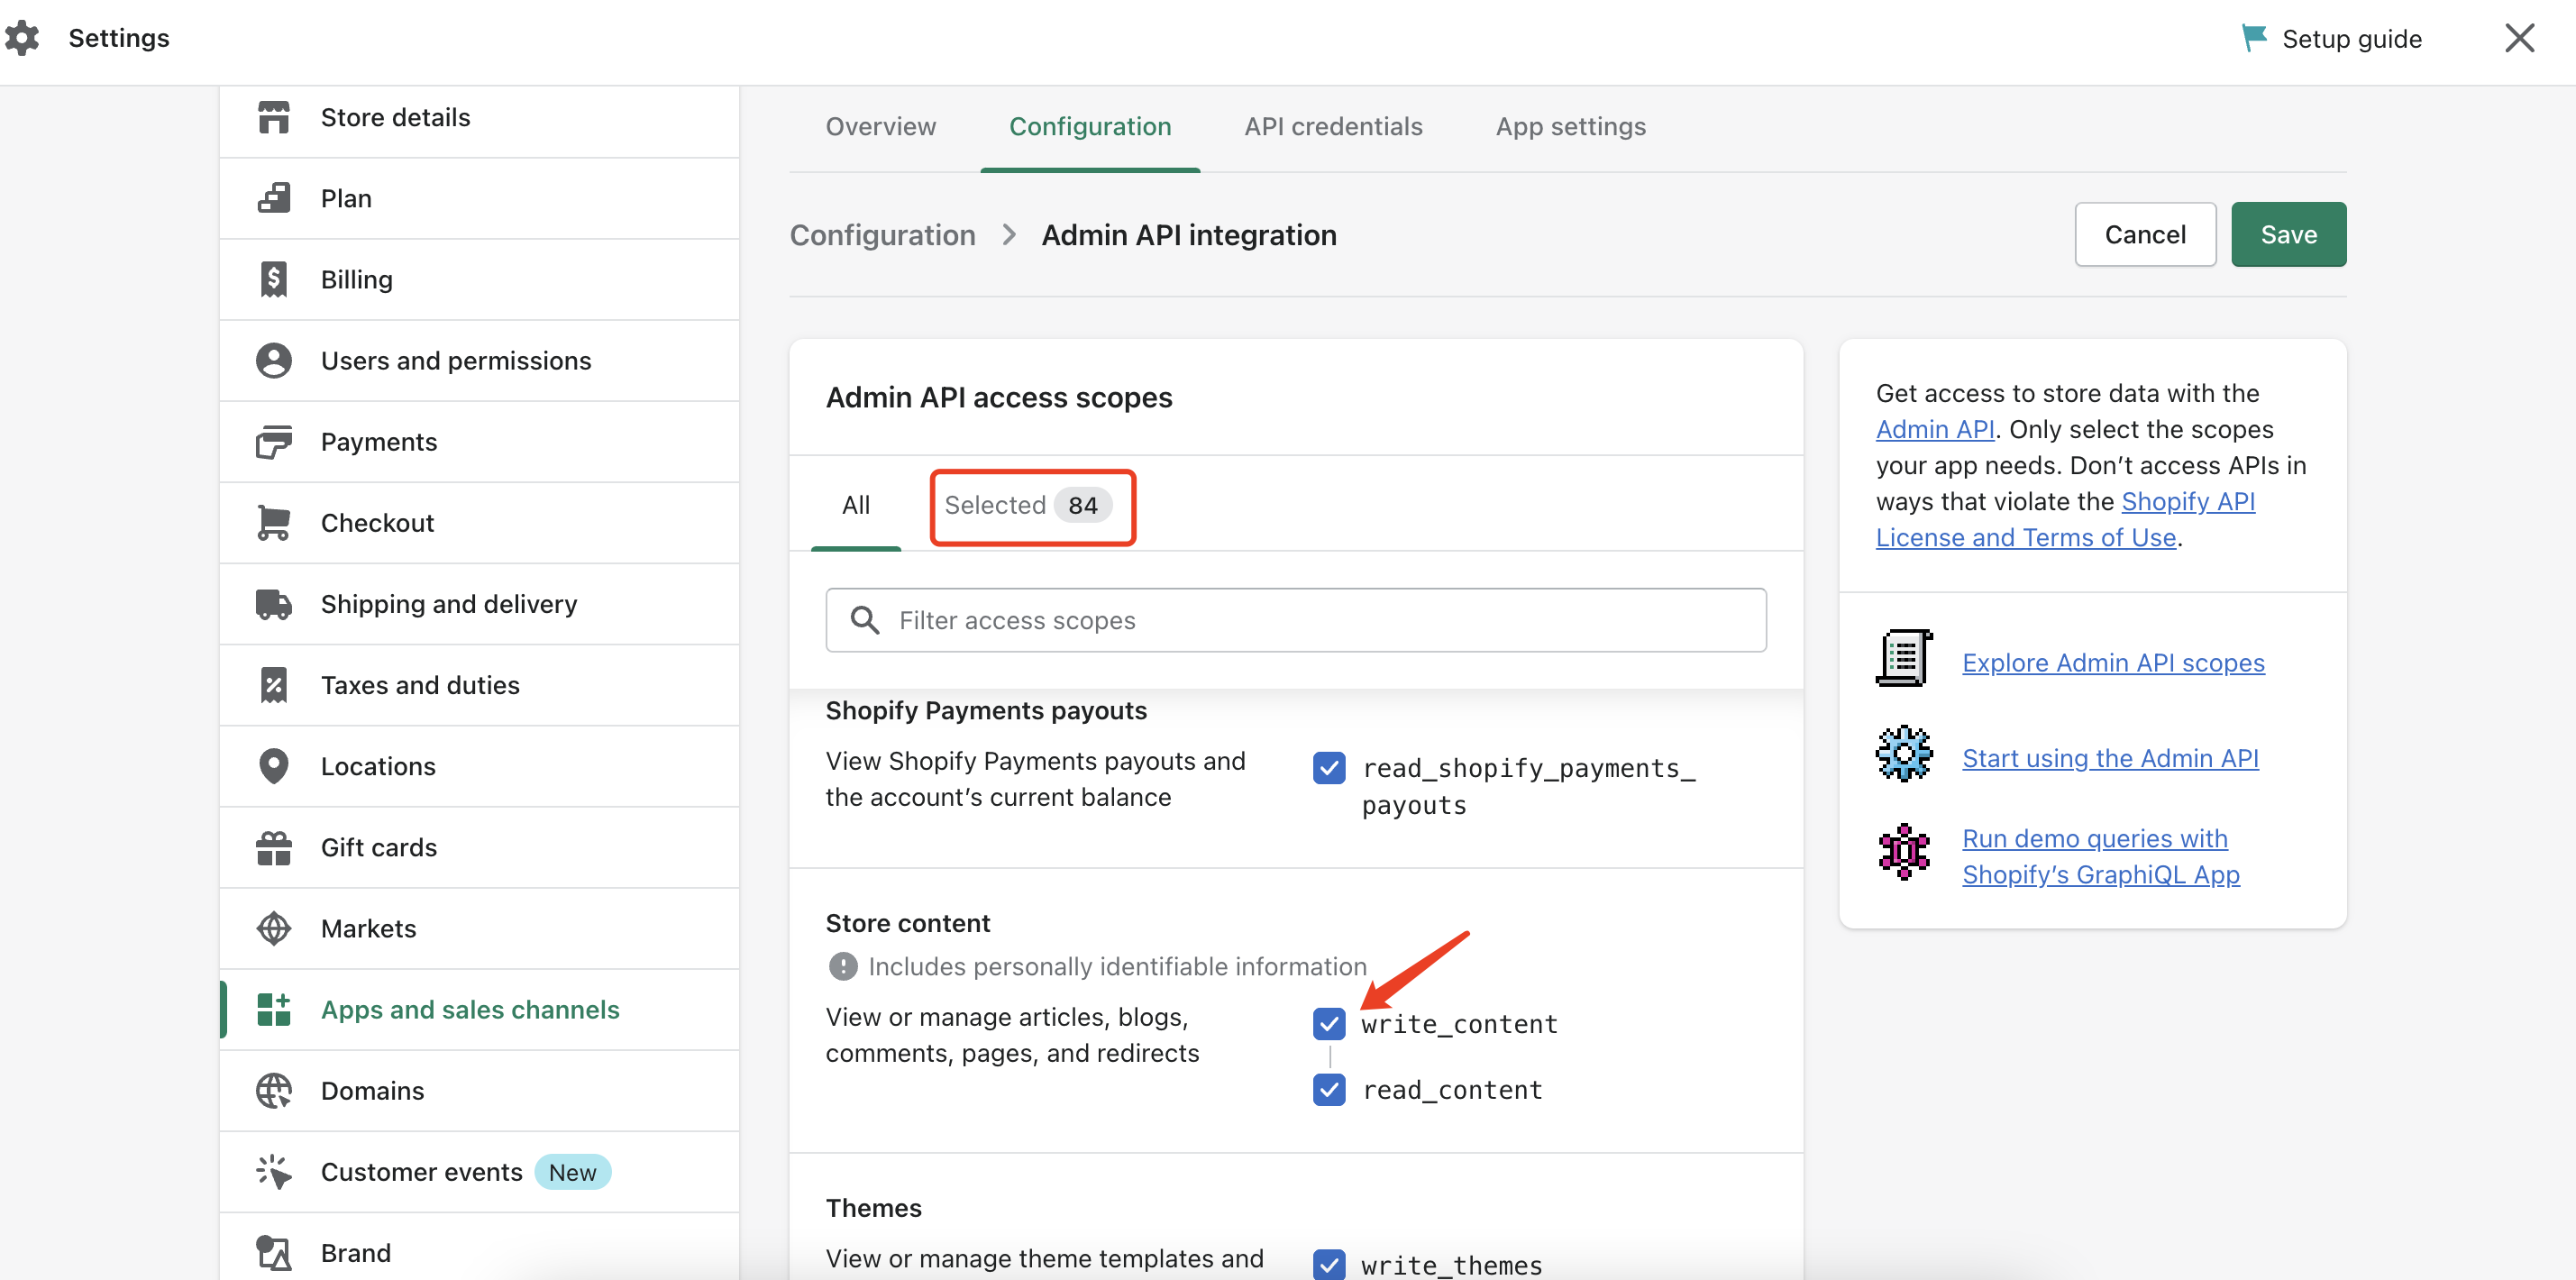 Settings
Setup guide
Store details
Plan
Billing
Users and permissions
Payments
Checkout
Shipping and delivery
Taxes and duties
Locations
Gift cards
Markets
Apps and sales channels
Domains
Customer events New
Brand
Overview Configuration API credentials App settings
Configuration Admin API integration
Cancel Save
Admin API access scopes
All Selected 84
Filter access scopes
Shopify Payments payouts
View Shopify Payments payouts and
the account’s current balance
read_shopify_payments_
payouts
Store content
Includes personally identifiable information
View or manage articles, blogs,
comments, pages, and redirects
write_content
read_content
Themes
View or manage theme templates and
write_themes
Get access to store data with the
Admin API. Only select the scopes
your app needs. Don’t access APIs in
ways that violate the Shopify API
License and Terms of Use.
Explore Admin API scopes
Start using the Admin API
Run demo queries with
Shopify’s GraphiQL App